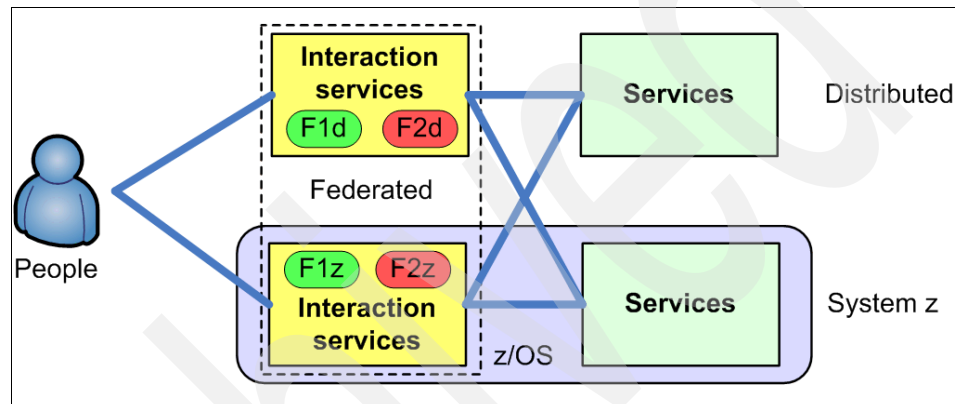 Interaction
services
F1d
F2d
Services
Distributed
Federated
People
F1z
F2z
Interaction
services
Services
System z
z/OS